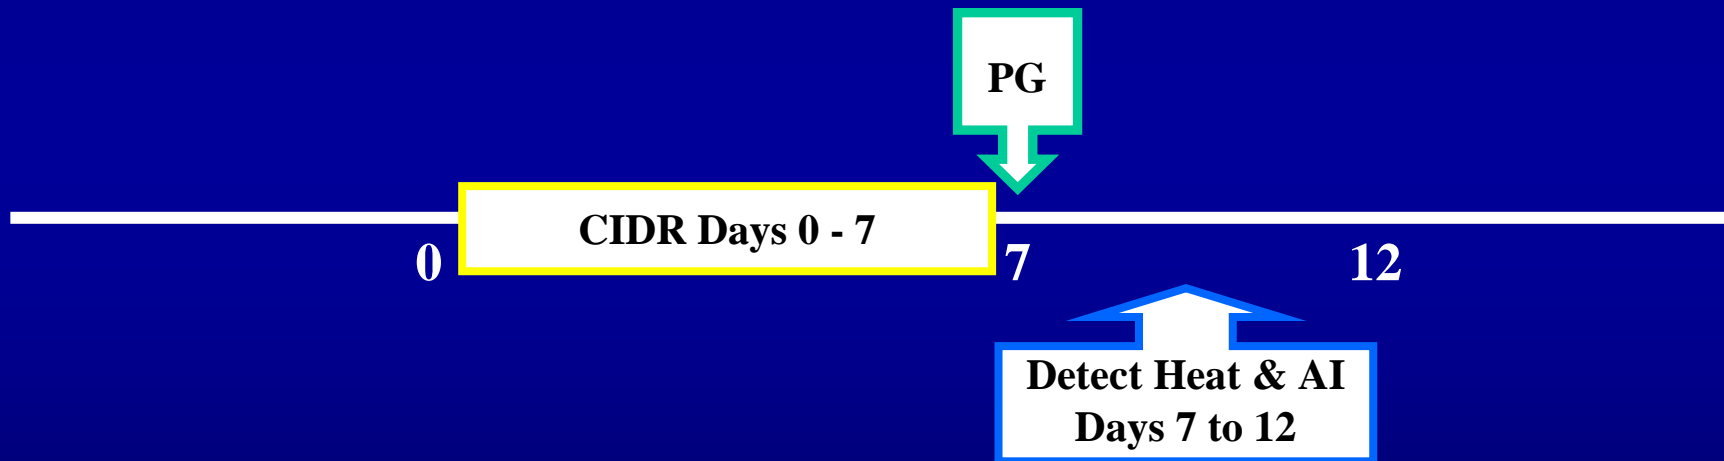 PG
CIDR Days 0 - 7
0
7
12
Detect Heat & AI
Days 7 to 12